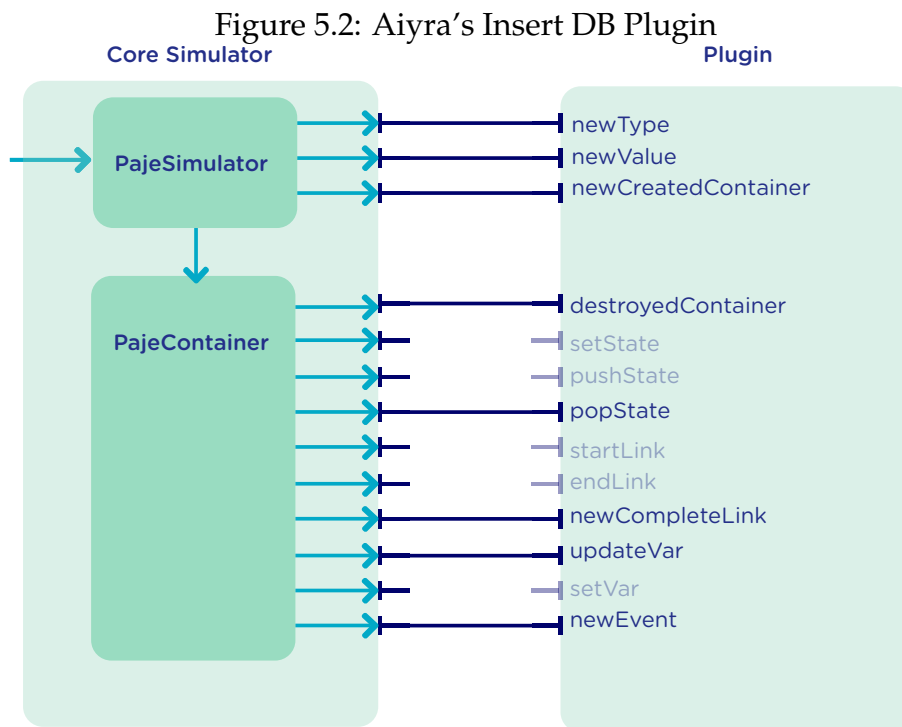 Figure 5.2: Aiyra’s Insert DB Plugin
Core Simulator
Plugin
PajeSimulator
newType
newValue
newCreatedContainer
PajeContainer
destroyedContainer
setState
pushState
popState
startLink
endLink
newCompleteLink
updateVar
setVar
newEvent